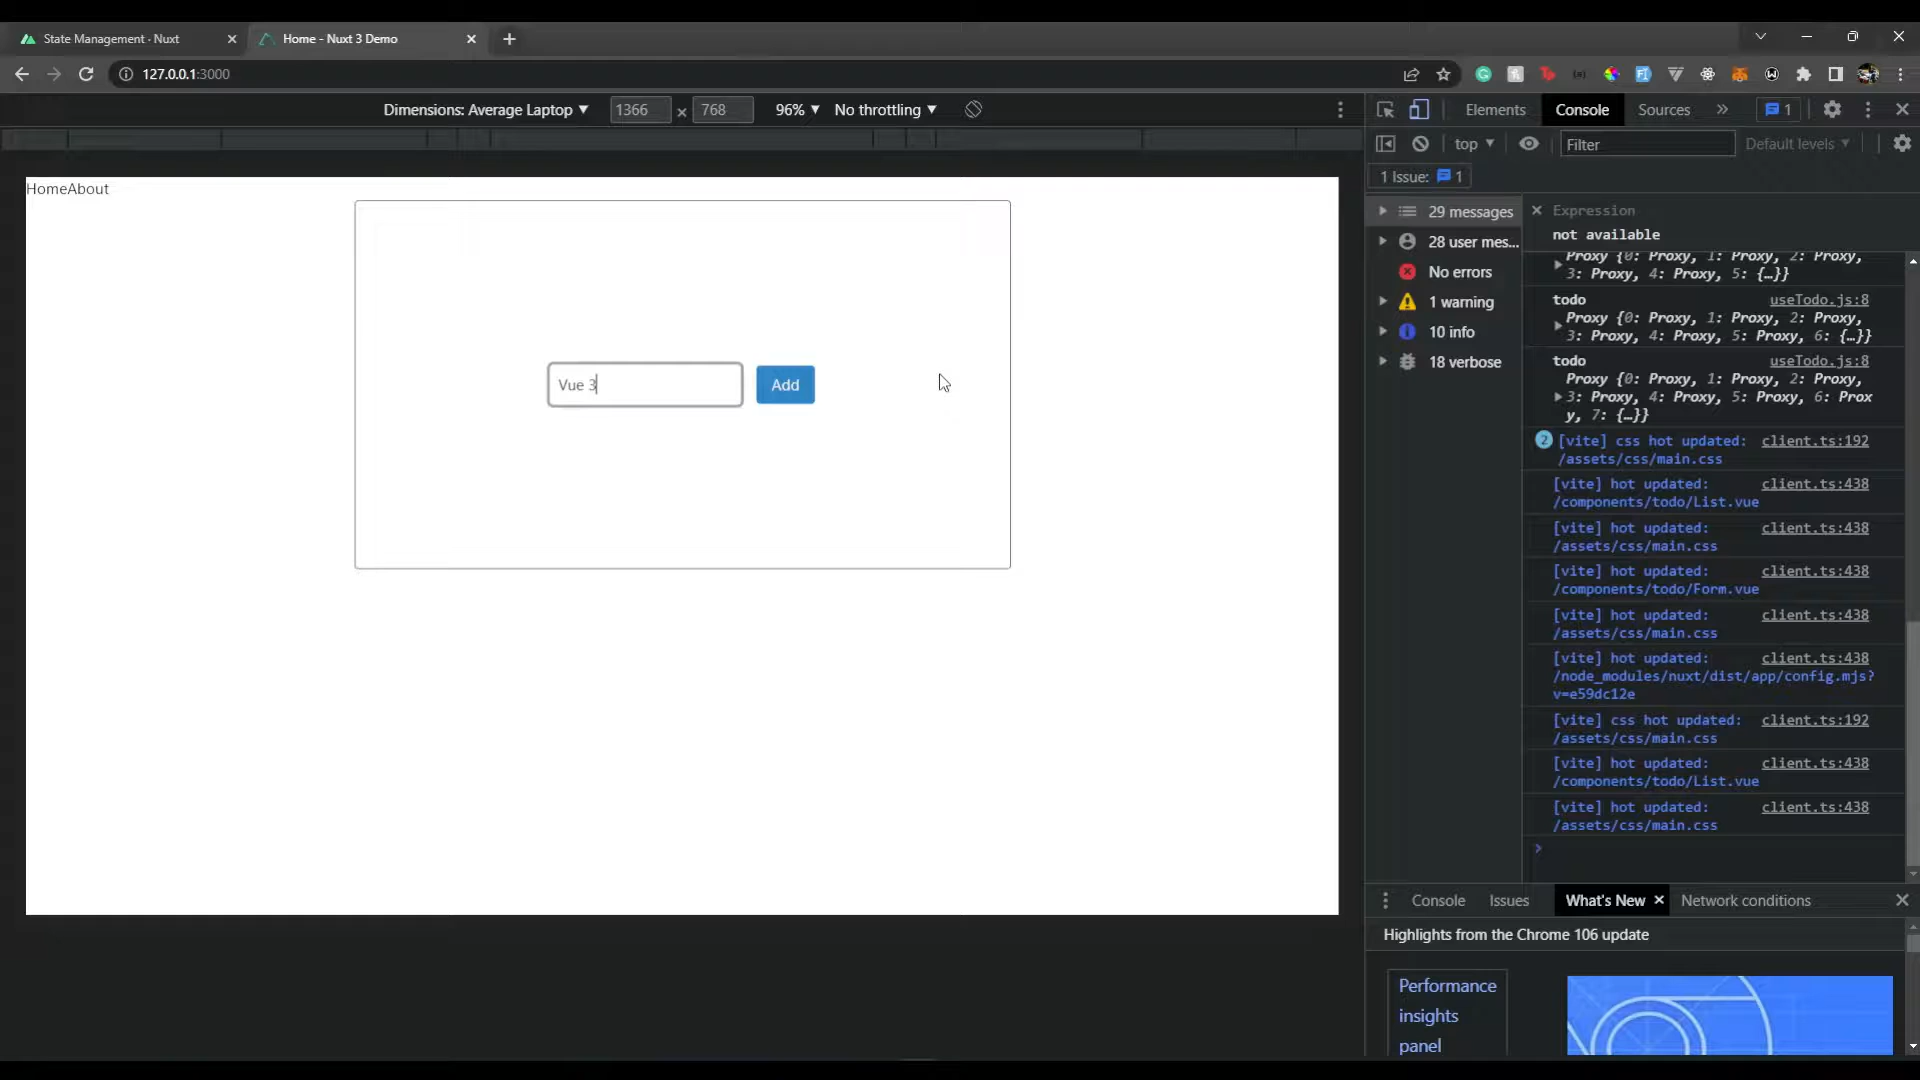 State Management · Nuxt
Home - Nuxt 3 Demo
127.0.0.1:3000
Dimensions: Average Laptop
1366 x 768
96%
No throttling
Elements
Console
Sources
1
top
Filter
Default levels
1 Issue: 1
HomeAbout
Vue 3
Add
29 messages
28 user mes...
No errors
1 warning
10 info
18 verbose
Expression
not available
Proxy {0: Proxy, 1: Proxy, 2: Proxy,
3: Proxy, 4: Proxy, 5: {…}}
todo useTodo.js:8
Proxy {0: Proxy, 1: Proxy, 2: Proxy,
3: Proxy, 4: Proxy, 5: Proxy, 6: {…}}
todo useTodo.js:8
Proxy {0: Proxy, 1: Proxy, 2: Proxy,
3: Proxy, 4: Proxy, 5: Proxy, 6: Prox
y, 7: {…}}
2 [vite] css hot updated: client.ts:192
/assets/css/main.css
[vite] hot updated: client.ts:438
/components/todo/List.vue
[vite] hot updated: client.ts:438
/assets/css/main.css
[vite] hot updated: client.ts:438
/components/todo/Form.vue
[vite] hot updated: client.ts:438
/assets/css/main.css
[vite] hot updated: client.ts:438
/node_modules/nuxt/dist/app/config.mjs?
v=e59dc12e
[vite] css hot updated: client.ts:192
/assets/css/main.css
[vite] hot updated: client.ts:438
/components/todo/List.vue
[vite] hot updated: client.ts:438
/assets/css/main.css
Console
Issues
What's New
Network conditions
Highlights from the Chrome 106 update
Performance
insights
panel